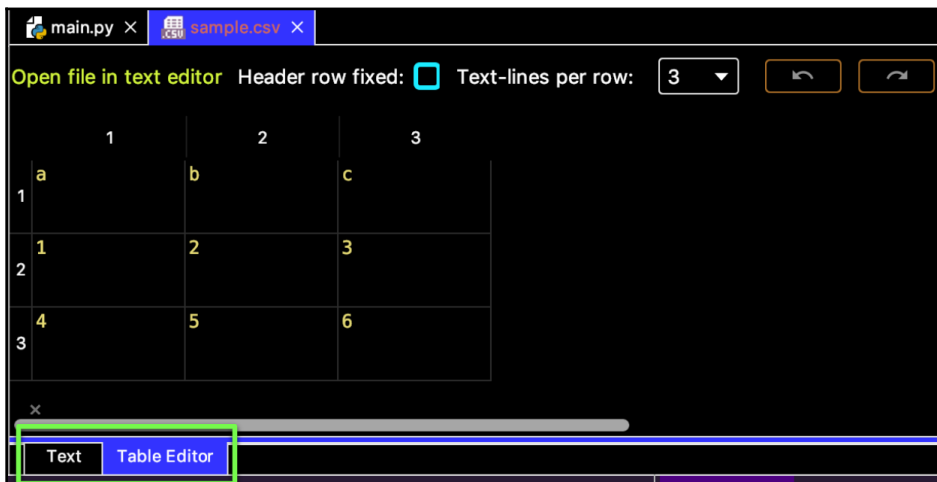 main.py × sample.csv ×
Open file in text editor Header row fixed: Text-lines per row: 3
1 2 3
1 a b c
2 1 2 3
3 4 5 6
×
Text Table Editor